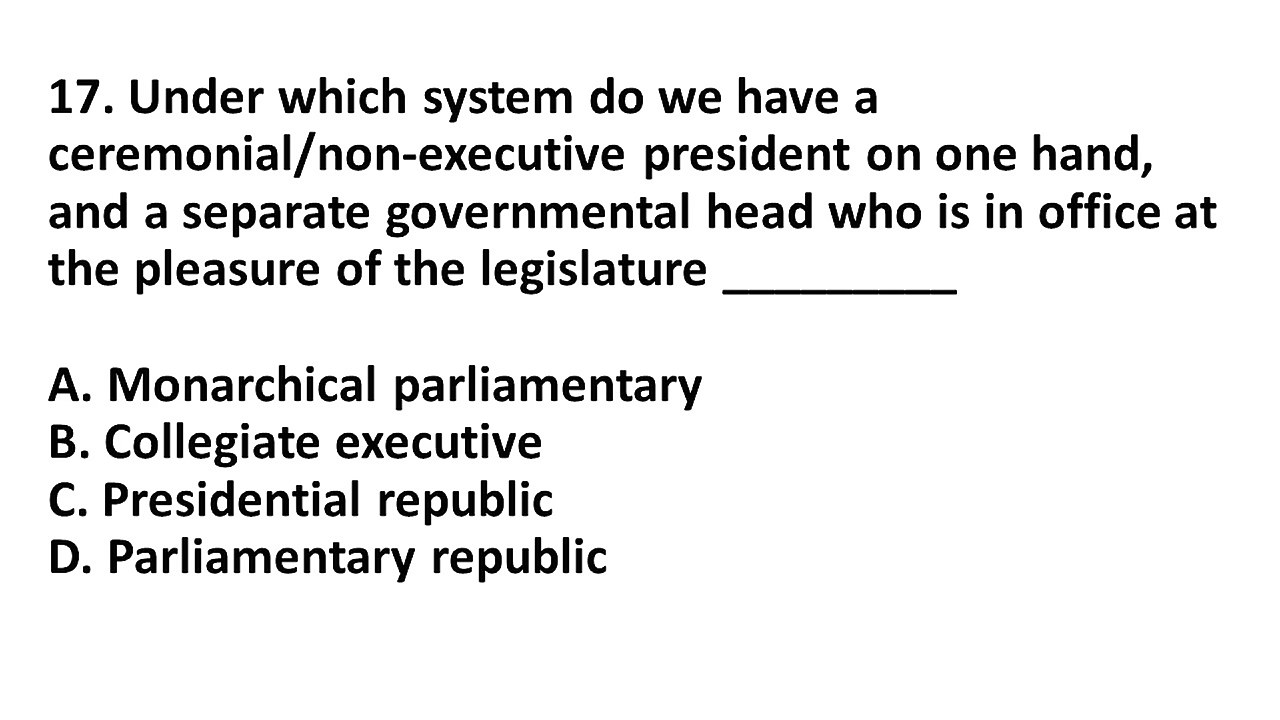 17. Under which system do we have a
ceremonial/non-executive president on one hand,
and a separate governmental head who is in office at
the pleasure of the legislature _________
A. Monarchical parliamentary
B. Collegiate executive
C. Presidential republic
D. Parliamentary republic